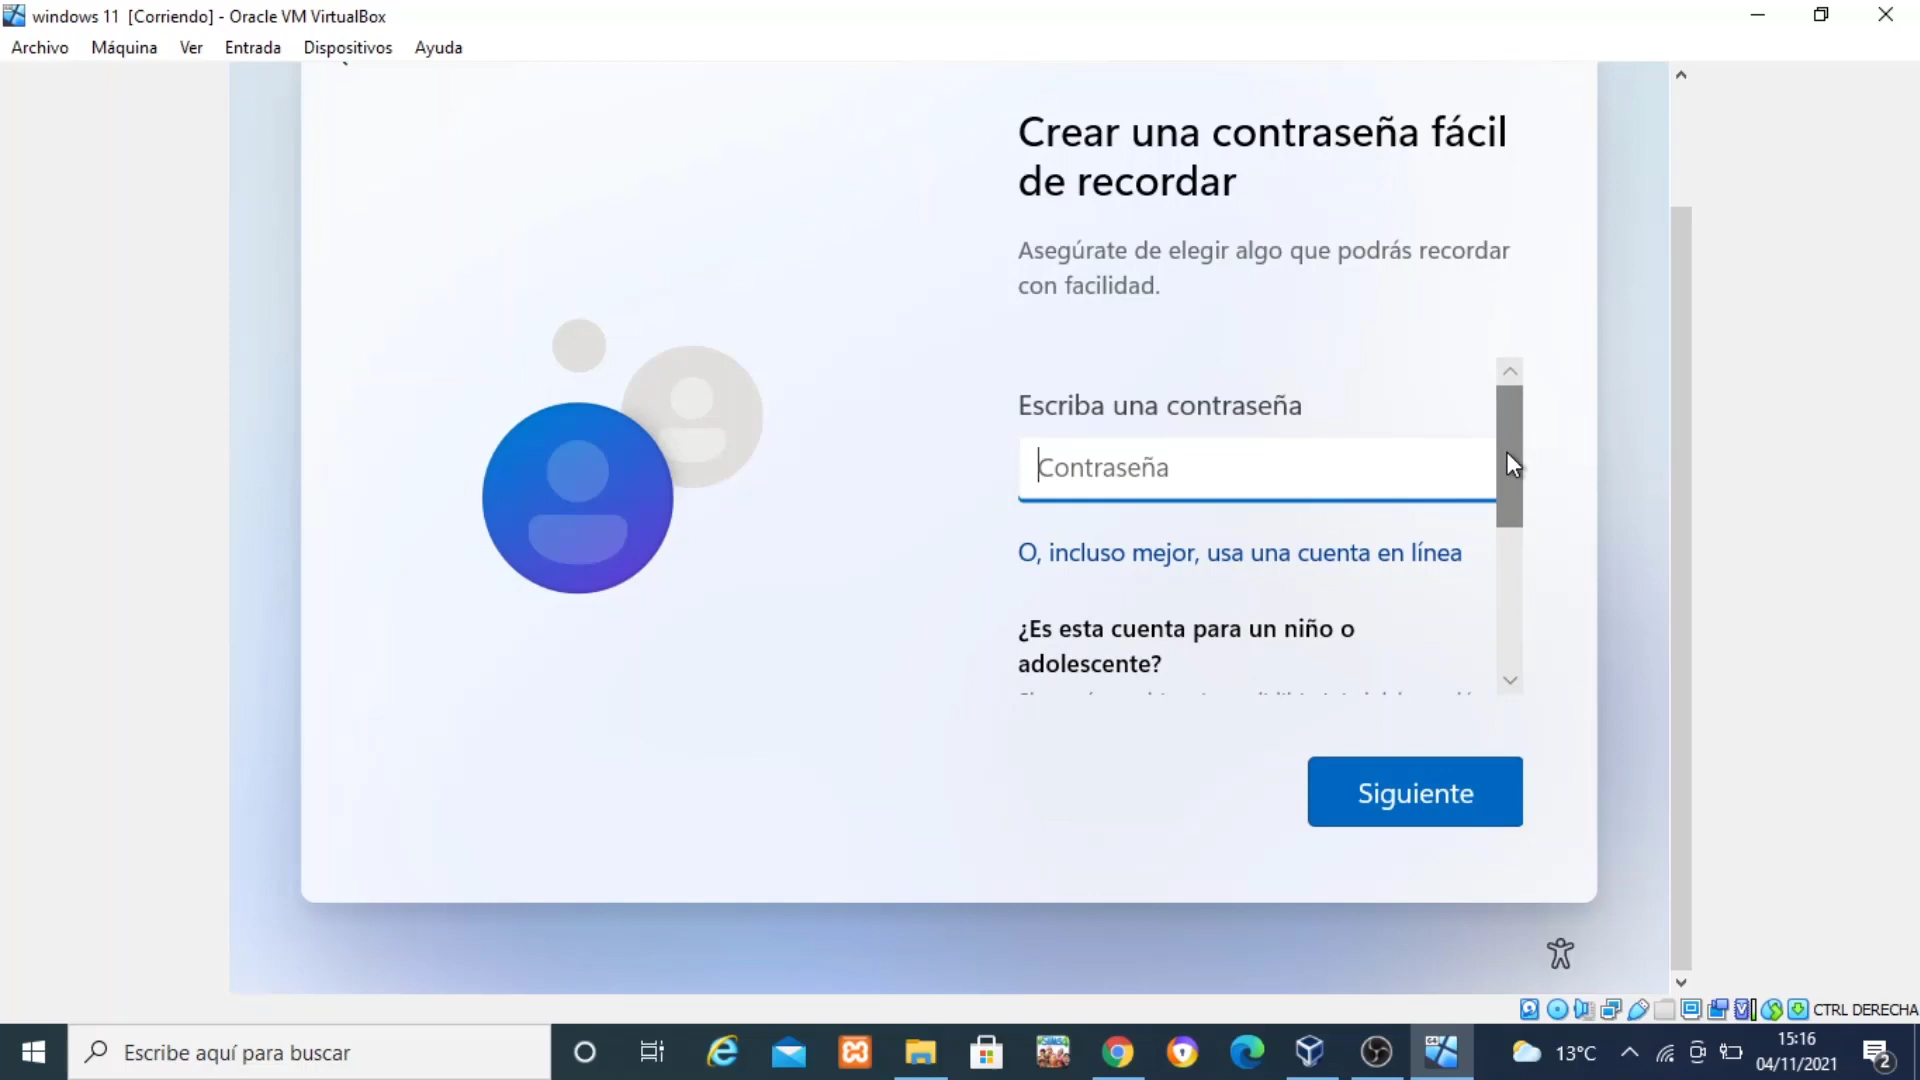 windows 11 [Corriendo] - Oracle VM VirtualBox
Archivo Máquina Ver Entrada Dispositivos Ayuda
Crear una contraseña fácil
de recordar
Asegúrate de elegir algo que podrás recordar
con facilidad.
Escriba una contraseña
Contraseña
O, incluso mejor, usa una cuenta en línea
¿Es esta cuenta para un niño o
adolescente?
Siguiente
CTRL DERECHA
Escribe aquí para buscar
13°C
15:16
04/11/2021
2